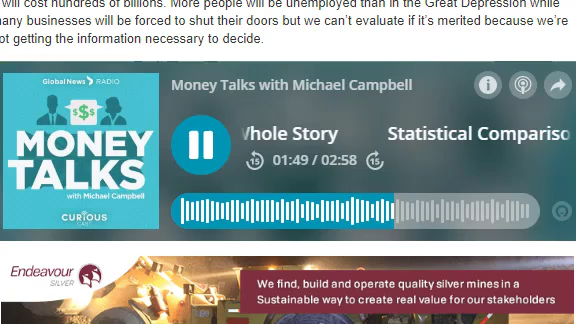 will cost hundreds of billions. More people will be unemployed than in the Great Depression while
many businesses will be forced to shut their doors but we can't evaluate if it's merited because we're
ot getting the information necessary to decide.
Global News RADIO
$$$
MONEY
TALKS
with Michael Campbell
CURIOUS
CAST
Money Talks with Michael Campbell
Whole Story Statistical Compariso
15 01:49 / 02:58 15
Endeavour
SILVER
We find, build and operate quality silver mines in a
Sustainable way to create real value for our stakeholders